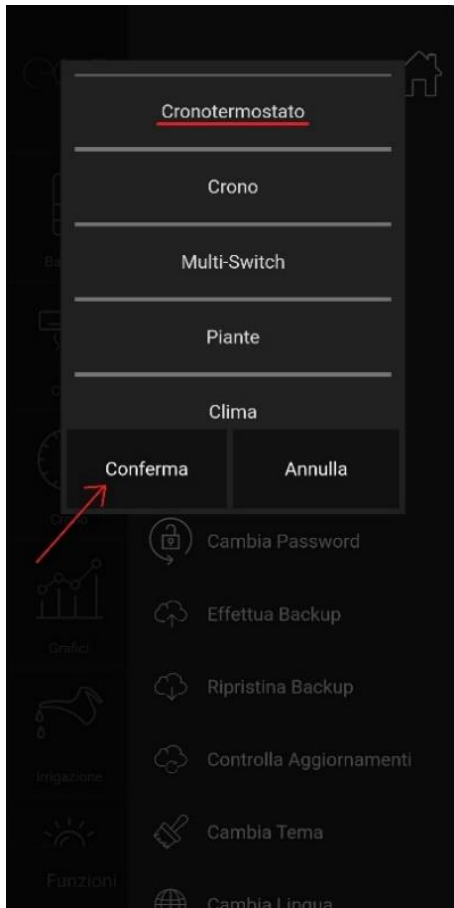 Cronotermostato
Crono
Multi-Switch
Piante
Clima
Conferma
Annulla
Crono
Cambia Password
Effettua Backup
Grafici
Ripristina Backup
Controlla Aggiornamenti
Irrigazione
Cambia Tema
Funzioni
Cambia Lingua